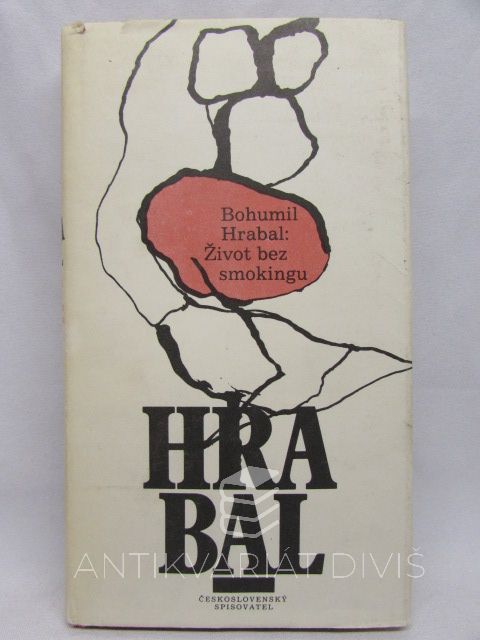 Bohumil
Hrabal:
Život bez
smokingu
HRA
BAL
ANTIKVARIÁT DIVIŠ
ČESKOSLOVENSKÝ
SPISOVATEL